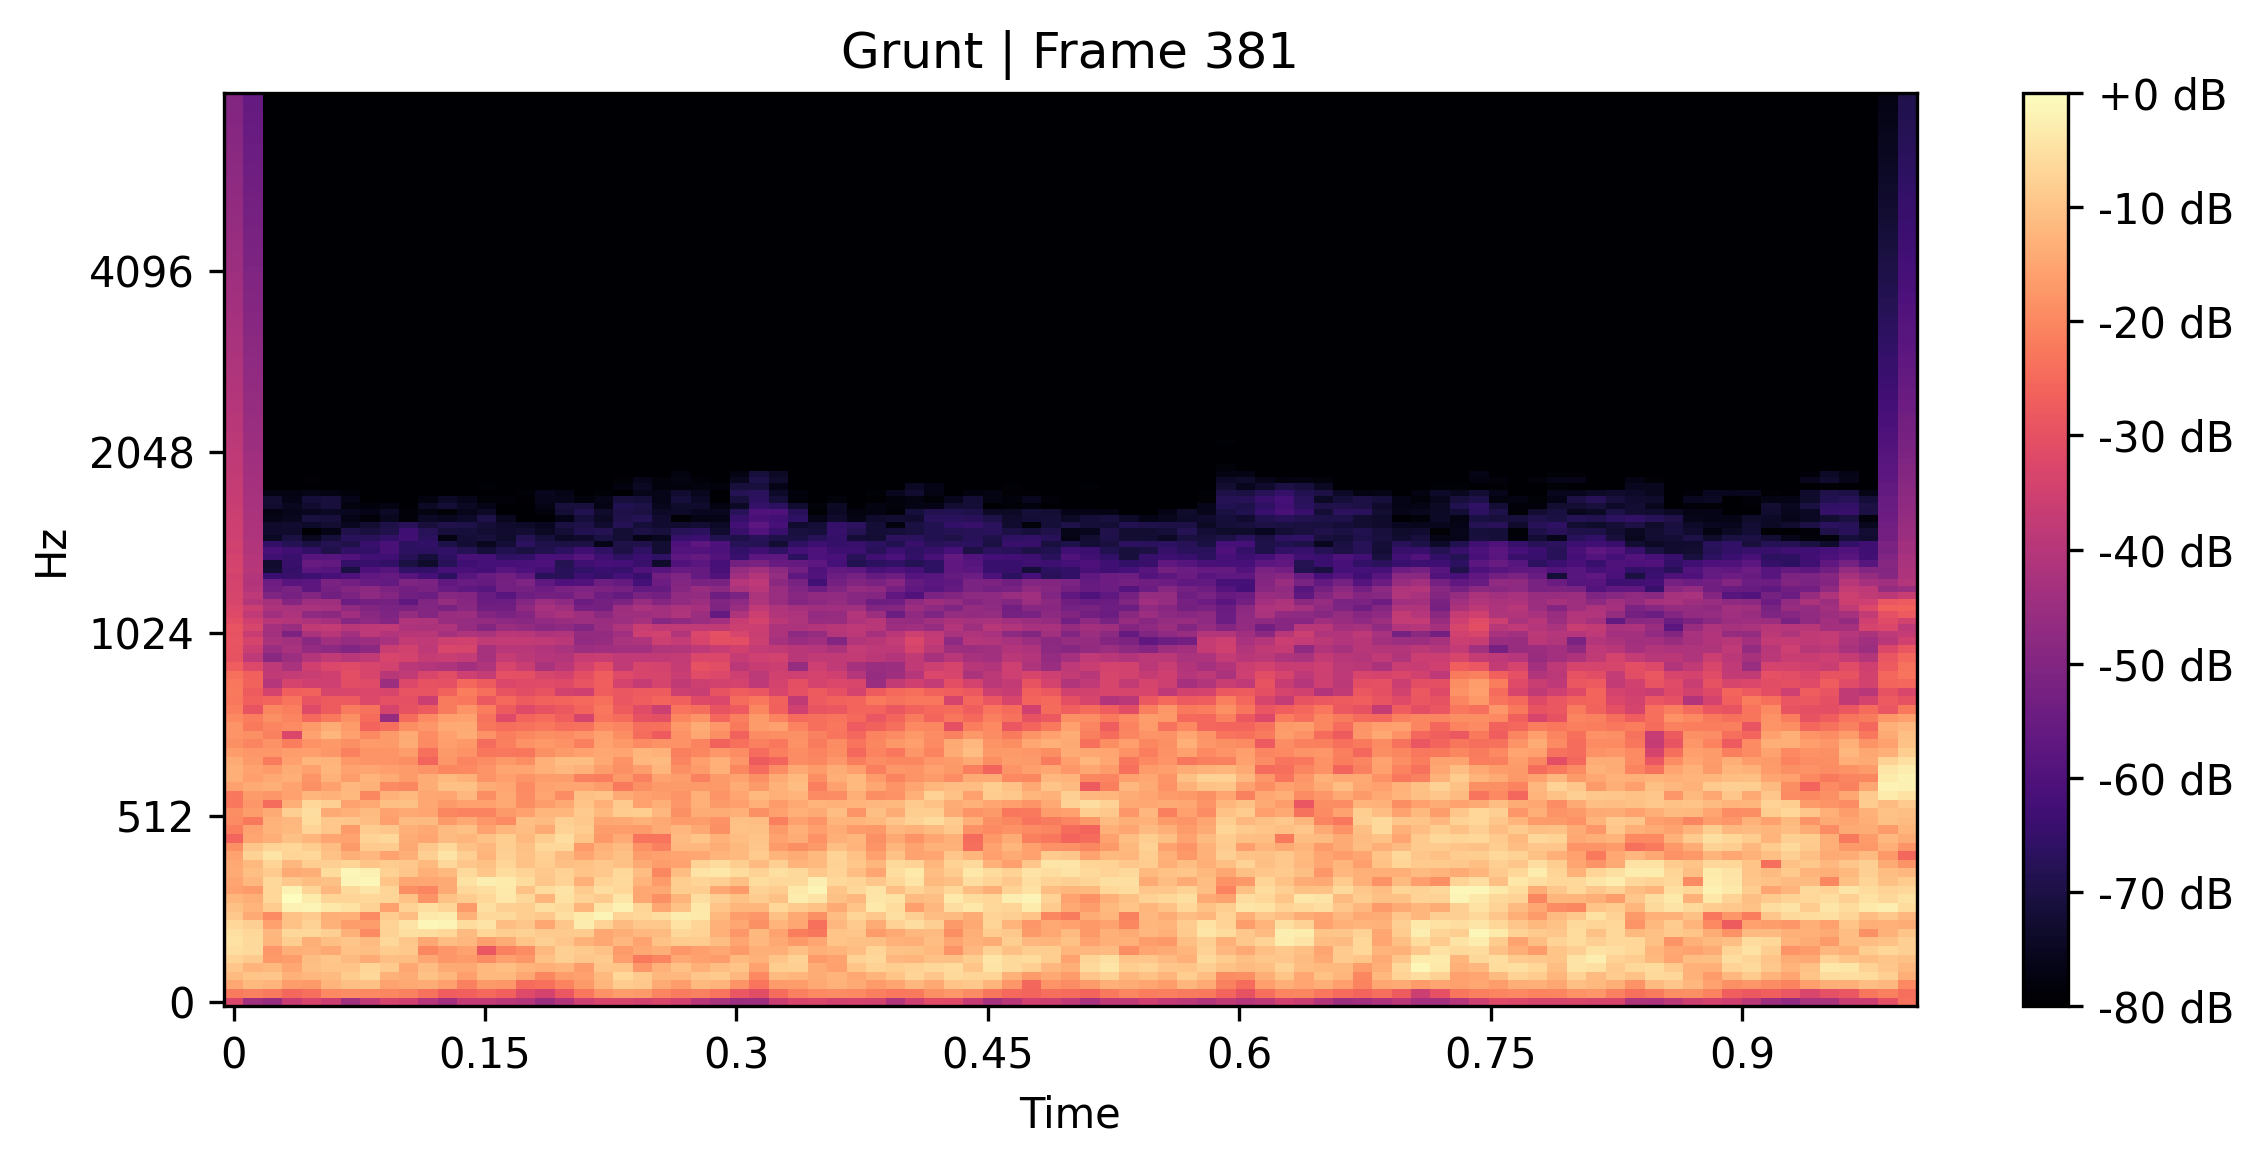 Grunt | Frame 381
Hz
4096
2048
1024
512
0
0 0.15 0.3 0.45 0.6 0.75 0.9
Time
+0 dB
-10 dB
-20 dB
-30 dB
-40 dB
-50 dB
-60 dB
-70 dB
-80 dB